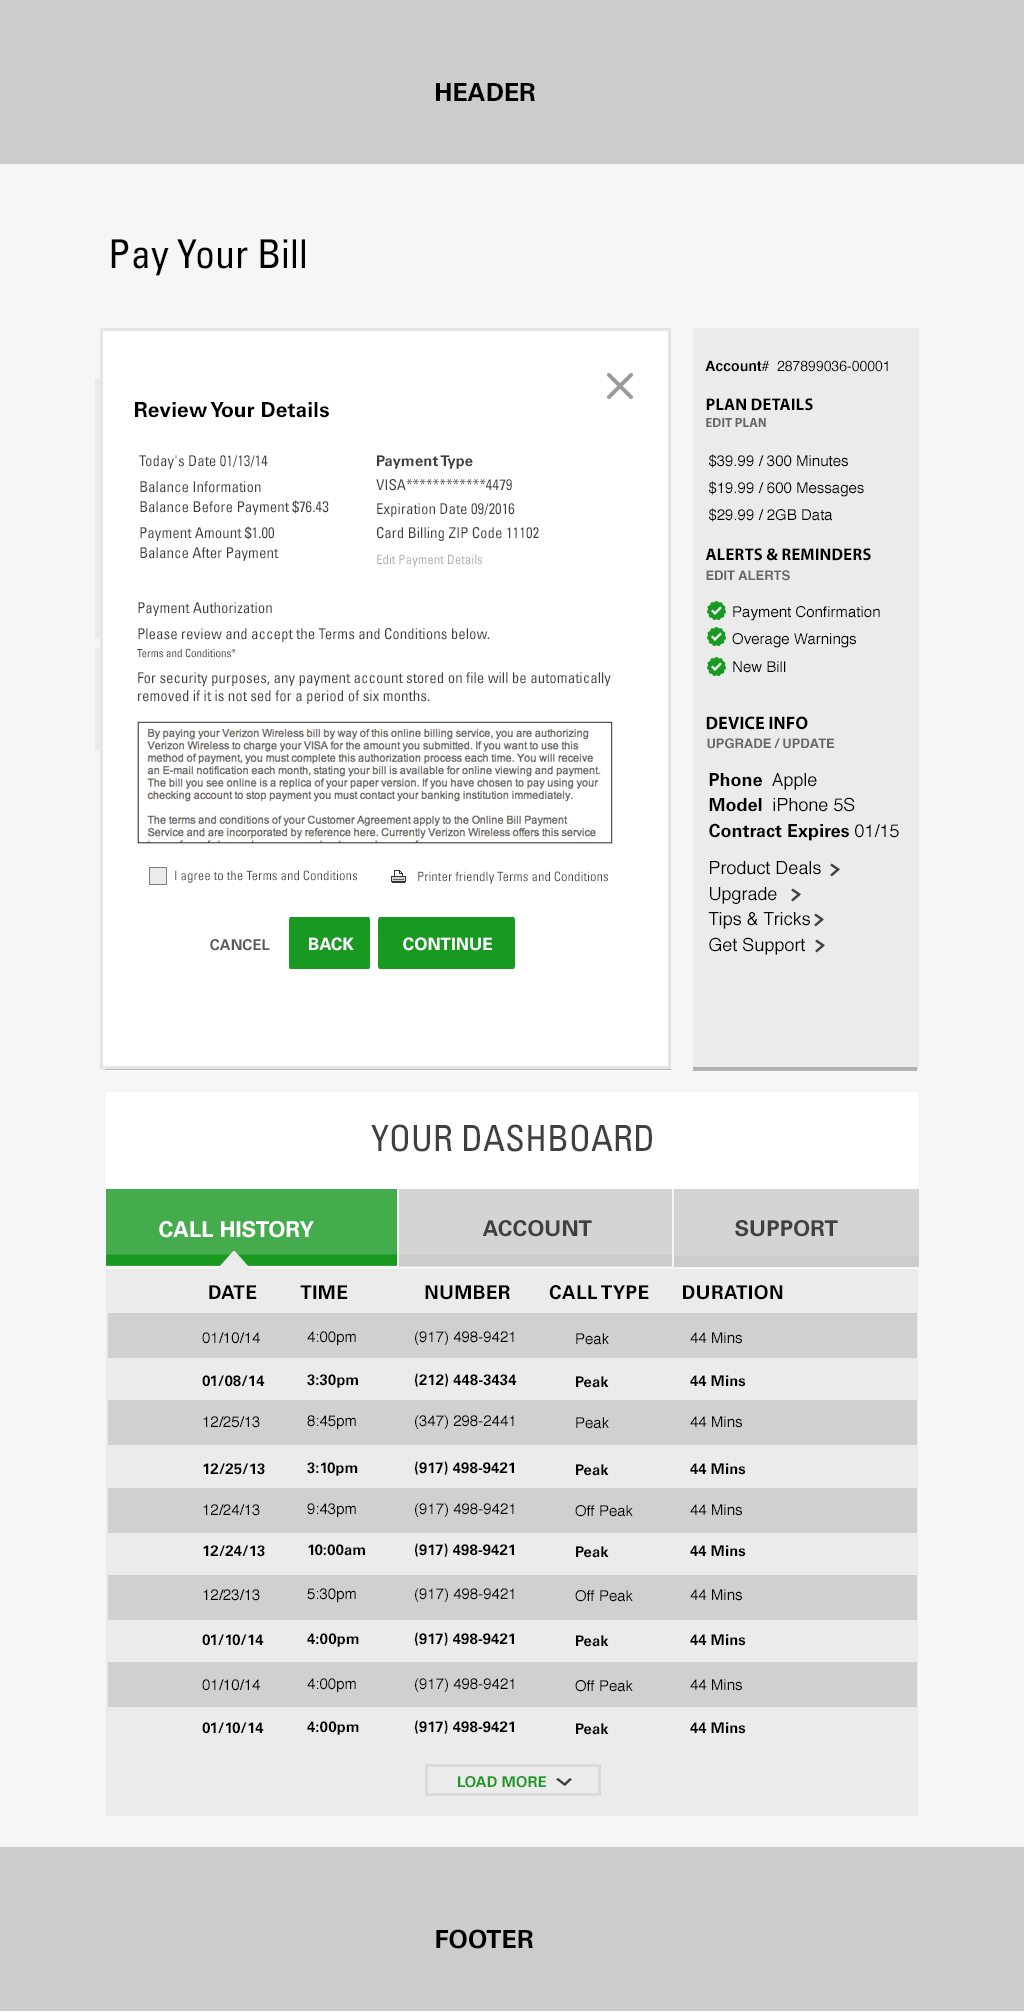 HEADER
Pay Your Bill
Review Your Details
Today's Date 01/13/14
Balance Information
Balance Before Payment $76.43
Payment Amount $1.00
Balance After Payment
Payment Type
VISA************4479
Expiration Date 09/2016
Card Billing ZIP Code 11102
Edit Payment Details
Payment Authorization
Please review and accept the Terms and Conditions below.
Terms and Conditions*
For security purposes, any payment account stored on file will be automatically
removed if it is not sed for a period of six months.
By paying your Verizon Wireless bill by way of this online billing service, you are authorizing
Verizon Wireless to charge your VISA for the amount you submitted. If you want to use this
method of payment, you must complete this authorization process each time. You will receive
an E-mail notification each month, stating your bill is available for online viewing and payment.
The bill you see online is a replica of your paper version. If you have chosen to pay using your
checking account to stop payment you must contact your banking institution immediately.
The terms and conditions of your Customer Agreement apply to the Online Bill Payment
Service and are incorporated by reference here. Currently Verizon Wireless offers this service
I agree to the Terms and Conditions
Printer friendly Terms and Conditions
CANCEL
BACK
CONTINUE
Account# 287899036-00001
PLAN DETAILS
EDIT PLAN
$39.99 / 300 Minutes
$19.99 / 600 Messages
$29.99 / 2GB Data
ALERTS & REMINDERS
EDIT ALERTS
Payment Confirmation
Overage Warnings
New Bill
DEVICE INFO
UPGRADE / UPDATE
Phone Apple
Model iPhone 5S
Contract Expires 01/15
Product Deals
Upgrade
Tips & Tricks
Get Support
YOUR DASHBOARD
CALL HISTORY ACCOUNT SUPPORT
DATE TIME NUMBER CALL TYPE DURATION
01/10/14 4:00pm (917) 498-9421 Peak 44 Mins
01/08/14 3:30pm (212) 448-3434 Peak 44 Mins
12/25/13 8:45pm (347) 298-2441 Peak 44 Mins
12/25/13 3:10pm (917) 498-9421 Peak 44 Mins
12/24/13 9:43pm (917) 498-9421 Off Peak 44 Mins
12/24/13 10:00am (917) 498-9421 Peak 44 Mins
12/23/13 5:30pm (917) 498-9421 Off Peak 44 Mins
01/10/14 4:00pm (917) 498-9421 Peak 44 Mins
01/10/14 4:00pm (917) 498-9421 Off Peak 44 Mins
01/10/14 4:00pm (917) 498-9421 Peak 44 Mins
LOAD MORE
FOOTER